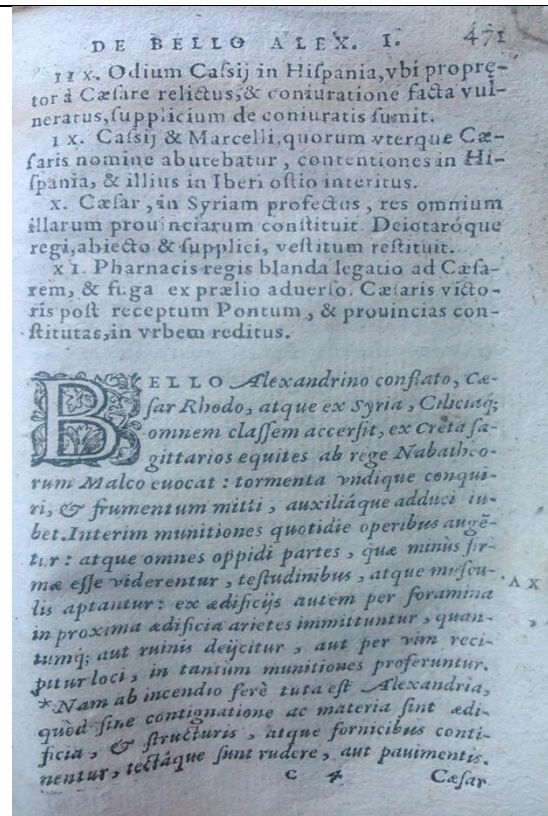 DE BELLO ALEX. I. 471
IIX. Odium Caſsij in Hiſpania, vbi proprę-
tor à Cæſare relictus, & coniuratione facta vul-
neratus, ſupplicium de coniuratis ſumit.
IX. Caſsij & Marcelli, quorum vterque Cæ-
ſaris nomine abutebatur, contentiones in Hi-
ſpania, & illius in Iberi oſtio interitus.
X. Cæſar, in Syriam profectus, res omnium
illarum prouinciarum conſtituit. Deiotaróque
regi, abiecto & ſupplici, veſtitum reſtituit.
XI. Pharnacis regis blanda legatio ad Cæſa-
rem, & fuga ex prælio aduerſo. Cæſaris victo-
ris poſt receptum Pontum, & prouincias con-
ſtitutas, in vrbem reditus.
BELLO Alexandrino conflato, Cæ-
ſar Rhodo, atque ex Syria, Ciliciaq;
omnem claſſem accerſit, ex Creta ſa-
gittarios equites ab rege Nabatheo-
rum Malco euocat: tormenta vndique conqui-
ri, & frumentum mitti, auxiliáque adduci iu-
bet. Interim munitiones quotidie operibus augẽ-
tur: atque omnes oppidi partes, quæ minùs fir-
mæ eſſe viderentur, teſtudinibus, atque muſcu-
lis aptantur: ex ædificijs autem per foramina
in proxima ædificia arietes immittuntur, quan-
tumq; aut ruinis deijcitur, aut per vim reci-
pitur loci, in tantum munitiones proferuntur.
*Nam ab incendio ferè tuta eſt Alexandria,
quòd ſine contignatione ac materia ſint ædi-
ficia, & ſtructuris, atque fornicibus conti-
nentur, tectáque ſunt rudere, aut pauimentis.
C 4 Cæſar
AX